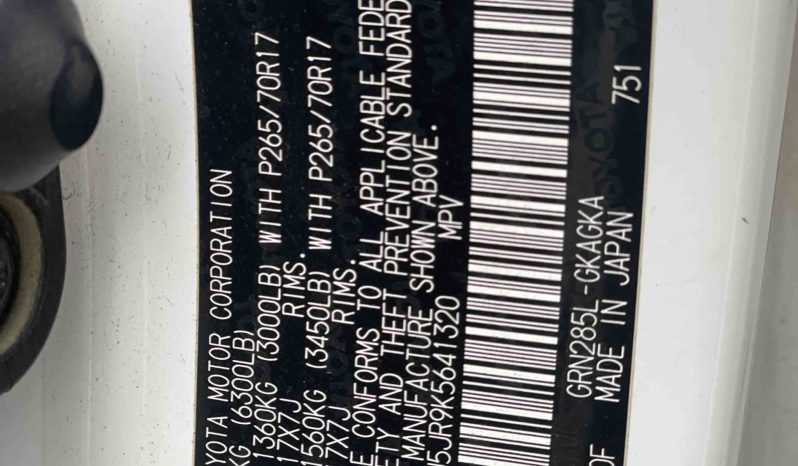 YOTA MOTOR CORPORATION
KG (6300LB)
1360KG (3000LB) WITH P265/70R17
17X7J RIMS.
1560KG (3450LB) WITH P265/70R17
7X7J RIMS
E CONFORMS TO ALL APPLICABLE FEDE
ETY AND THEFT PREVENTION STANDARD
MANUFACTURE SHOWN ABOVE.
5JR9K5641320 MPV
GRN285L-GKAGKA
MADE IN JAPAN 751